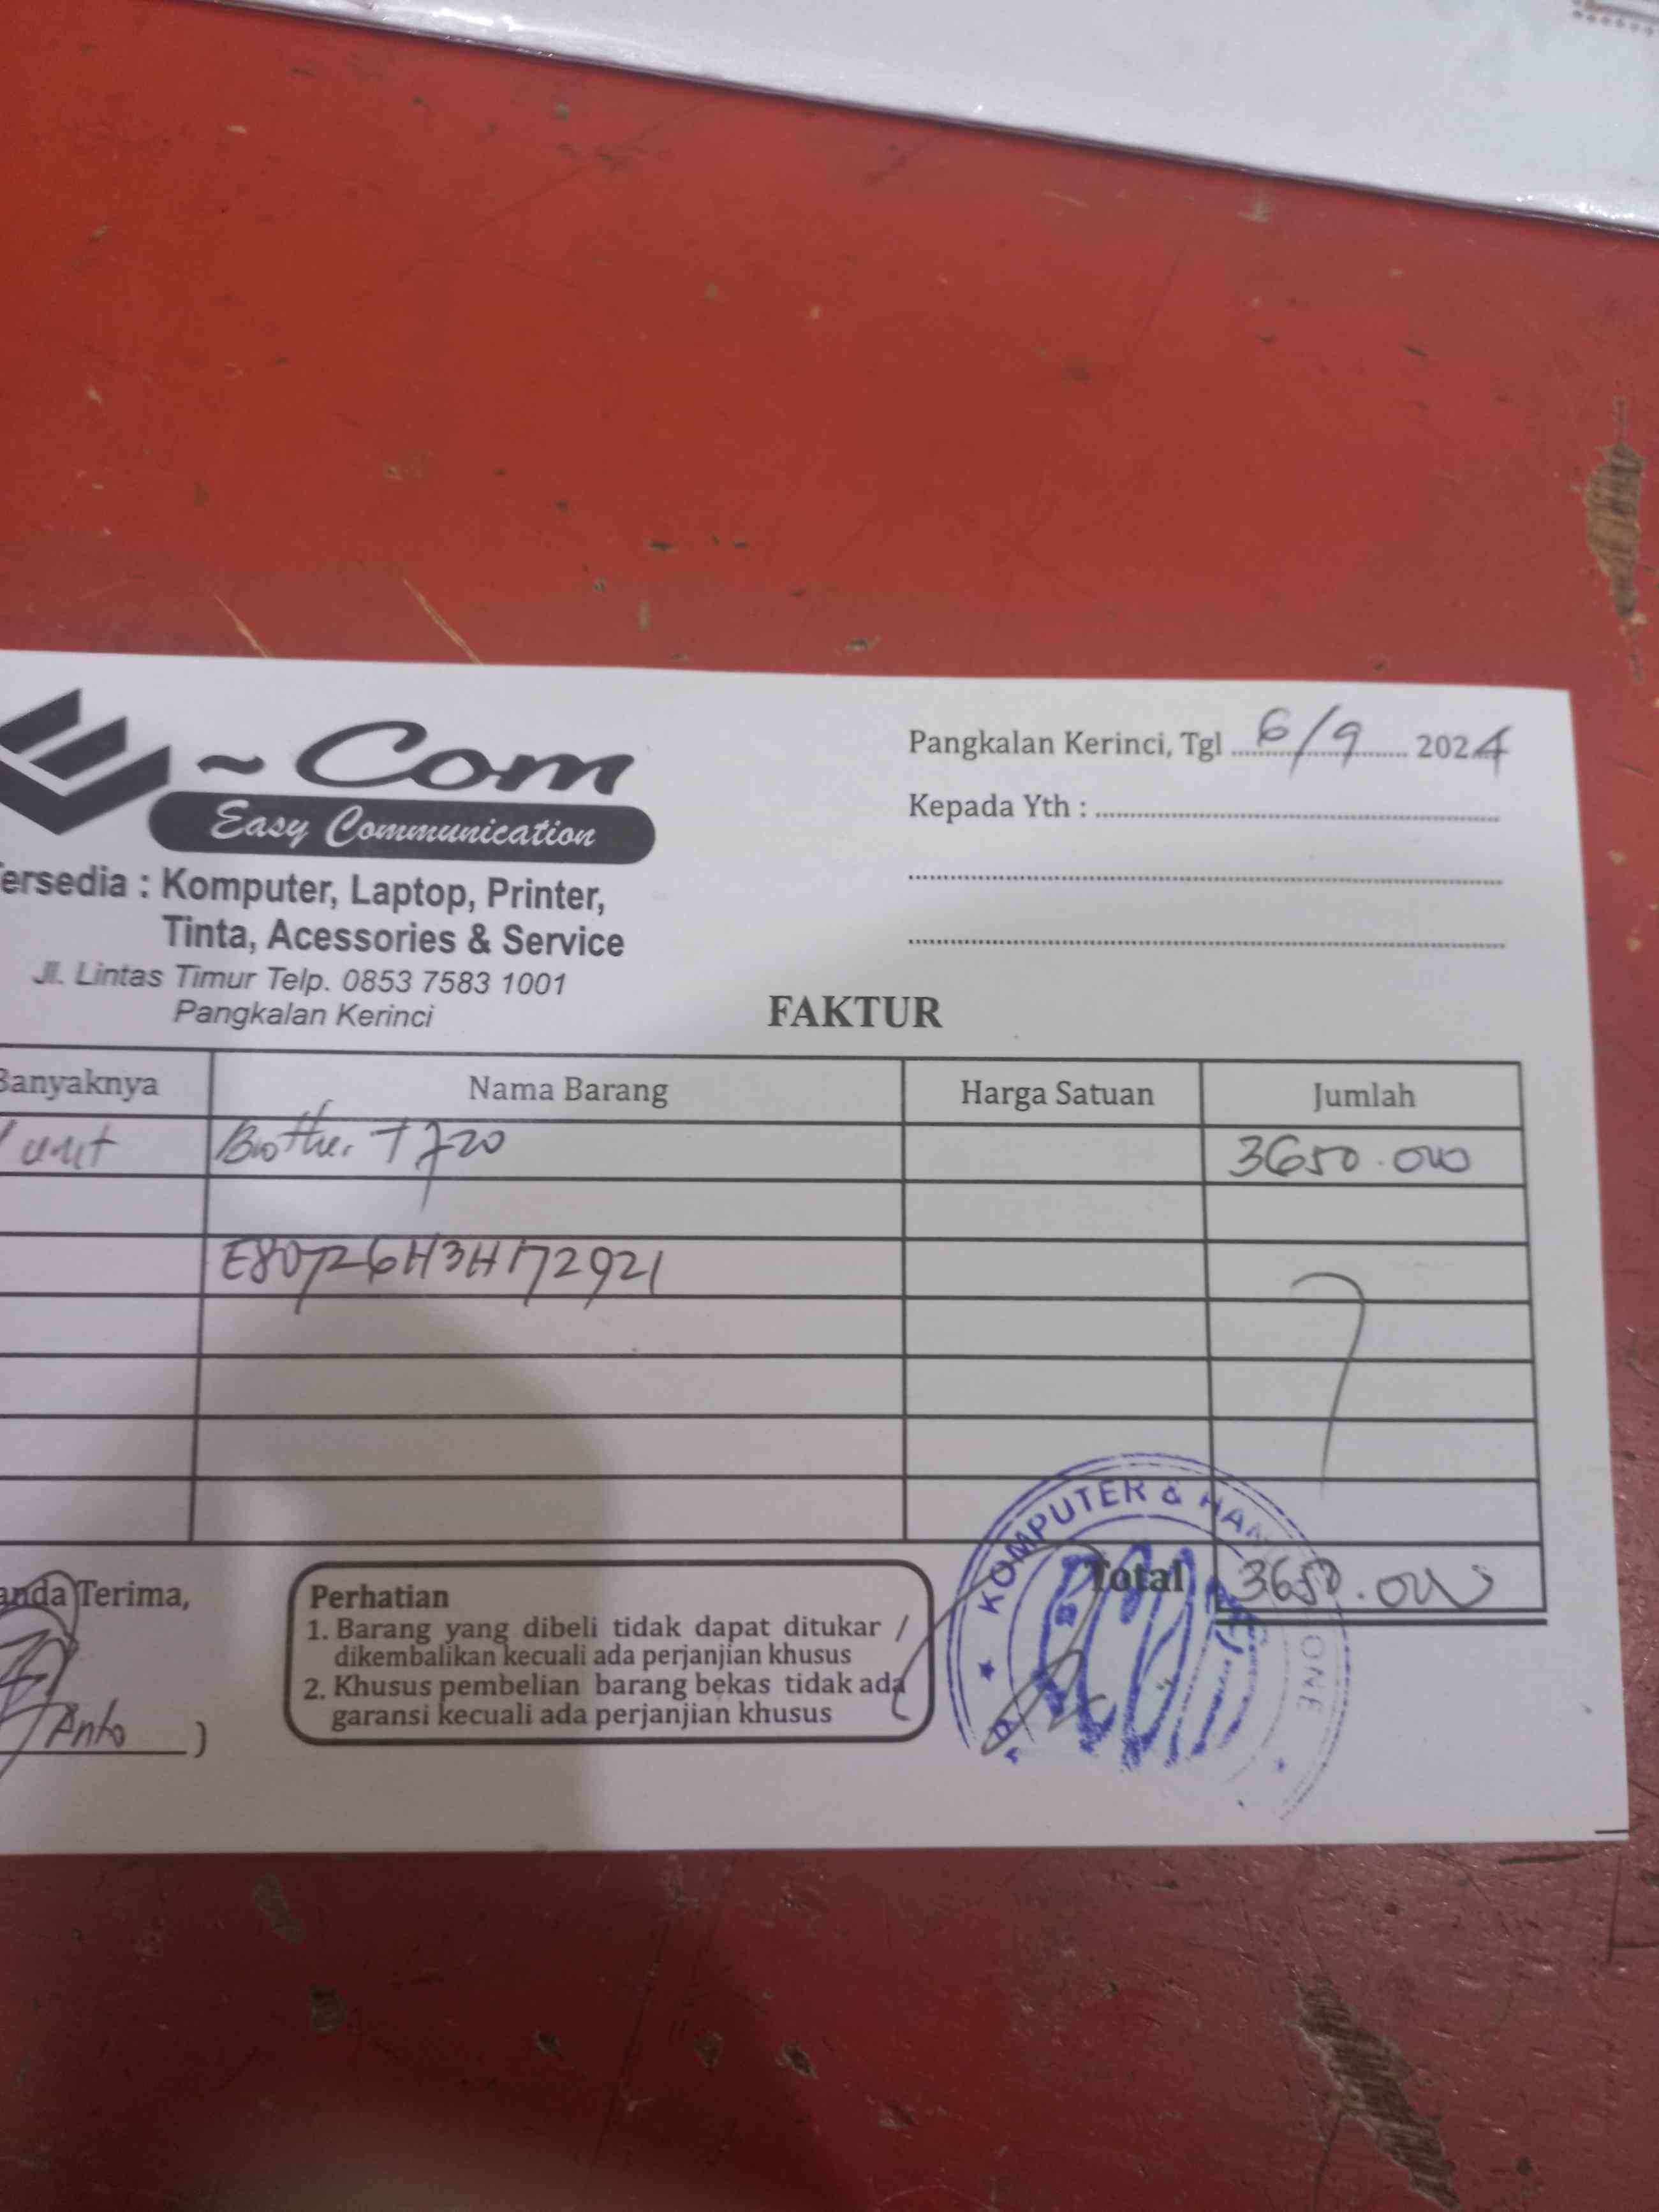 ~ Com
Easy Communication
Tersedia : Komputer, Laptop, Printer,
Tinta, Acessories & Service
Jl. Lintas Timur Telp. 0853 7583 1001
Pangkalan Kerinci
Pangkalan Kerinci, Tgl 6/9 2024
Kepada Yth :
FAKTUR
Banyaknya Nama Barang Harga Satuan Jumlah
1 unit Brother T720 3650.000
E80726H3H172921
Total 3650.000
anda Terima,
Anto )
Perhatian
1. Barang yang dibeli tidak dapat ditukar /
dikembalikan kecuali ada perjanjian khusus
2. Khusus pembelian barang bekas tidak ada
garansi kecuali ada perjanjian khusus
KOMPUTER & HAN ONE